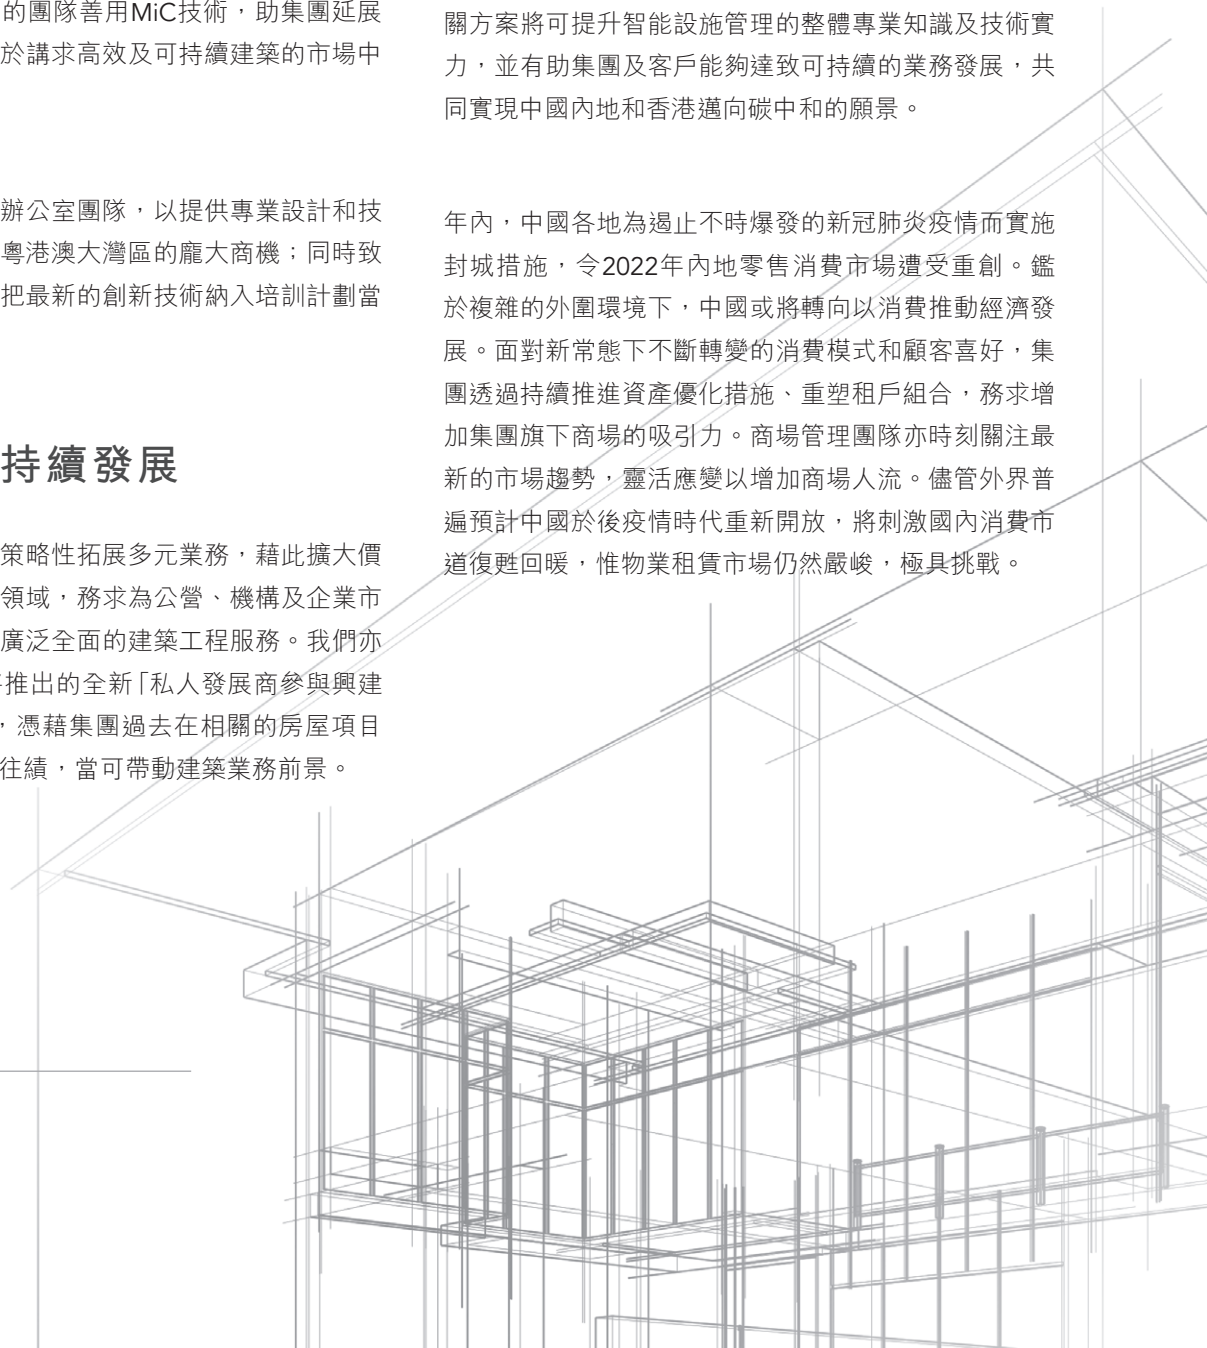 的團隊善用MiC技術，助集團延展
於講求高效及可持續建築的市場中
辦公室團隊，以提供專業設計和技
粵港澳大灣區的龐大商機；同時致
把最新的創新技術納入培訓計劃當
持續發展
策略性拓展多元業務，藉此擴大價
領域，務求為公營、機構及企業市
廣泛全面的建築工程服務。我們亦
推出的全新「私人發展商參與興建
，憑藉集團過去在相關的房屋項目
往績，當可帶動建築業務前景。
關方案將可提升智能設施管理的整體專業知識及技術實
力，並有助集團及客戶能夠達致可持續的業務發展，共
同實現中國內地和香港邁向碳中和的願景。
年內，中國各地為遏止不時爆發的新冠肺炎疫情而實施
封城措施，令2022年內地零售消費市場遭受重創。鑑
於複雜的外圍環境下，中國或將轉向以消費推動經濟發
展。面對新常態下不斷轉變的消費模式和顧客喜好，集
團透過持續推進資產優化措施、重塑租戶組合，務求增
加集團旗下商場的吸引力。商場管理團隊亦時刻關注最
新的市場趨勢，靈活應變以增加商場人流。儘管外界普
遍預計中國於後疫情時代重新開放，將刺激國內消費市
道復甦回暖，惟物業租賃市場仍然嚴峻，極具挑戰。